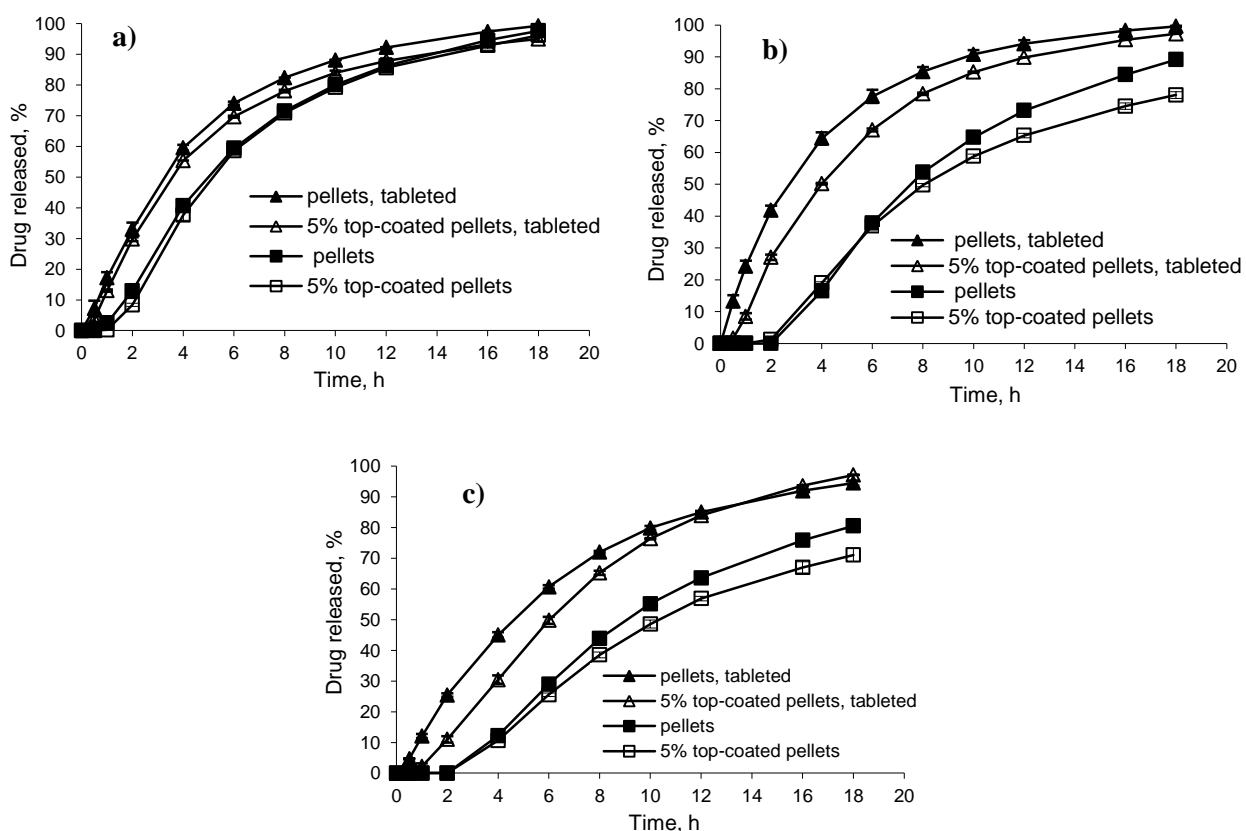 a)
Drug released, %
100
90
80
70
60
50
40
30
20
10
0
pellets, tableted
5% top-coated pellets, tableted
pellets
5% top-coated pellets
0 2 4 6 8 10 12 14 16 18 20
Time, h
b)
Drug released, %
100
90
80
70
60
50
40
30
20
10
0
pellets, tableted
5% top-coated pellets, tableted
pellets
5% top-coated pellets
0 2 4 6 8 10 12 14 16 18 20
Time, h
c)
Drug released, %
100
90
80
70
60
50
40
30
20
10
0
pellets, tableted
5% top-coated pellets, tableted
pellets
5% top-coated pellets
0 2 4 6 8 10 12 14 16 18 20
Time, h